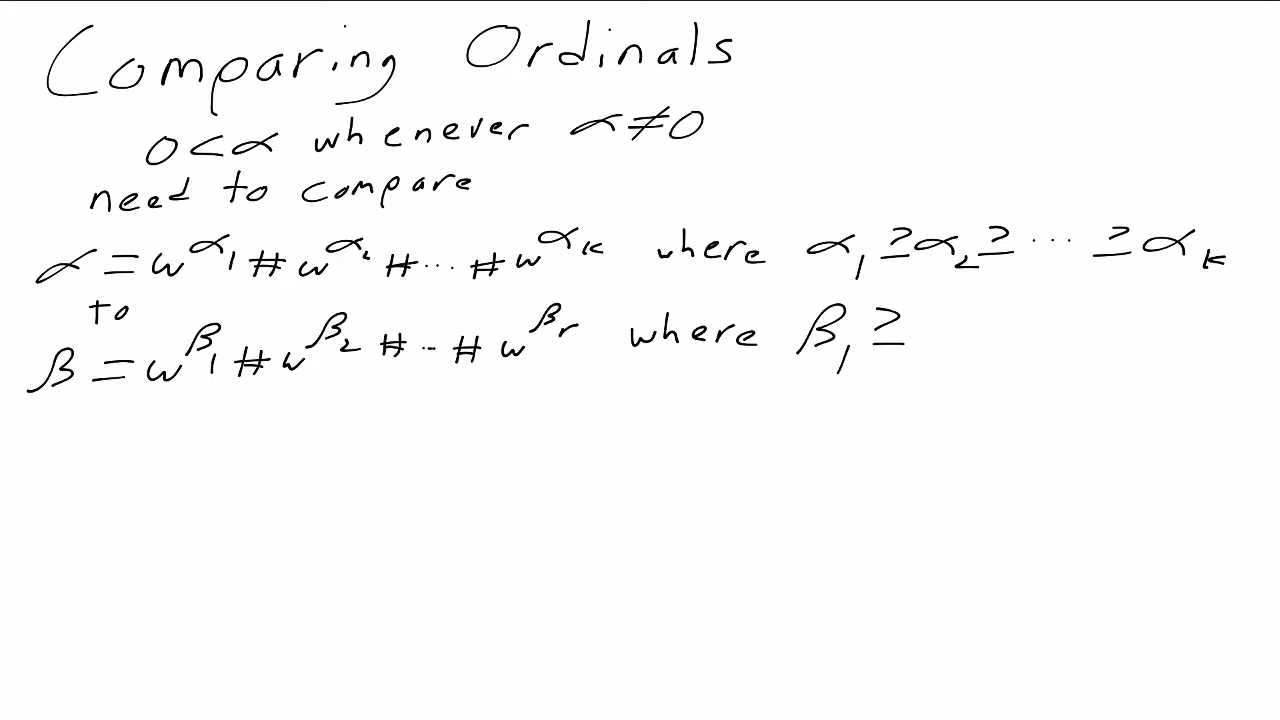 Comparing Ordinals
0<α whenever α≠0
need to compare
α=ω^α₁ # ω^α₂ # ⋯ # ω^αₖ where α₁≥α₂≥ ⋯ ≥αₖ
to
β=ω^β₁ # ω^β₂ # ⋯ # ω^βᵣ where β₁≥